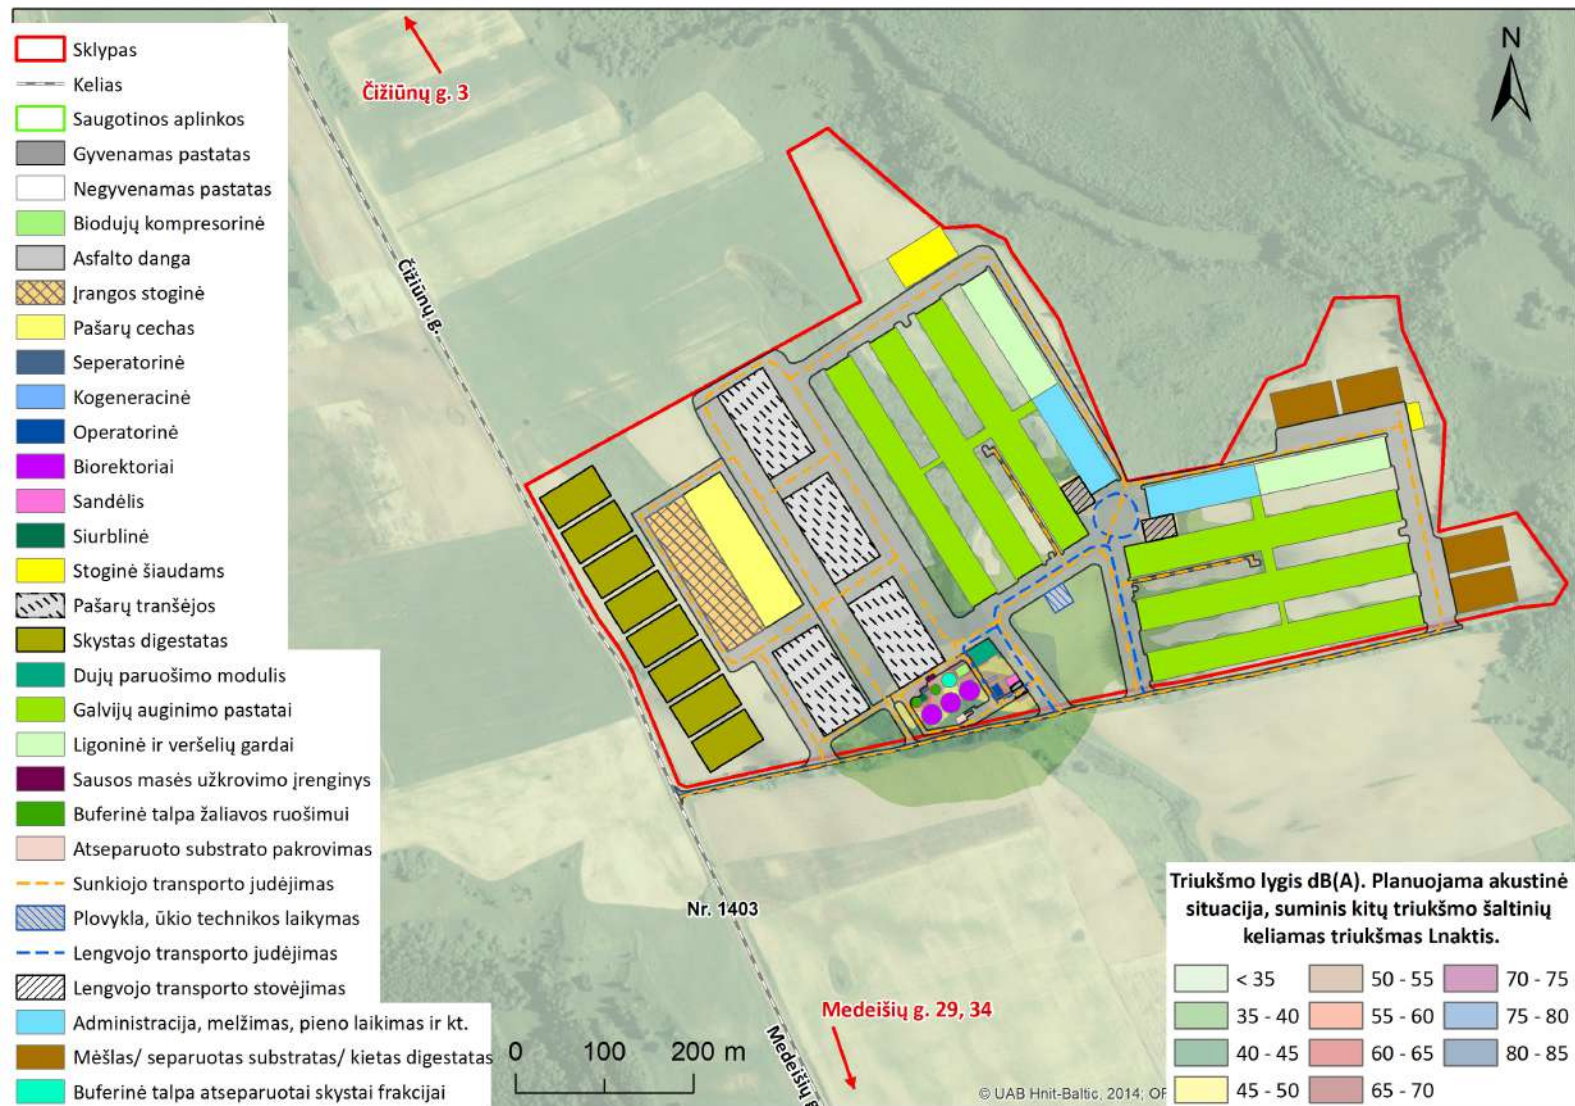 Sklypas
Kelias
Saugotinos aplinkos
Gyvenamas pastatas
Negyvenamas pastatas
Biodujų kompresorinė
Asfalto danga
Įrangos stoginė
Pašarų cechas
Seperatorinė
Kogeneracinė
Operatorinė
Biorektoriai
Sandėlis
Siurblinė
Stoginė šiaudams
Pašarų tranšėjos
Skystas digestatas
Dujų paruošimo modulis
Galvijų auginimo pastatai
Ligoninė ir veršelių gardai
Sausos masės užkrovimo įrenginys
Buferinė talpa žaliavos ruošimui
Atseparuoto substrato pakrovimas
Sunkiojo transporto judėjimas
Plovykla, ūkio technikos laikymas
Lengvojo transporto judėjimas
Lengvojo transporto stovėjimas
Administracija, melžimas, pieno laikimas ir kt.
Mėšlas/ separuotas substratas/ kietas digestatas
Buferinė talpa atseparuotai skystai frakcijai
Čižiūnų g. 3
N
Čižiūnų g.
Nr. 1403
Medeišių g. 29, 34
Medeišių g.
0 100 200 m
© UAB Hnit-Baltic, 2014; OF
Triukšmo lygis dB(A). Planuojama akustinė
situacija, suminis kitų triukšmo šaltinių
keliamas triukšmas Lnaktis.
< 35 50 - 55 70 - 75
35 - 40 55 - 60 75 - 80
40 - 45 60 - 65 80 - 85
45 - 50 65 - 70